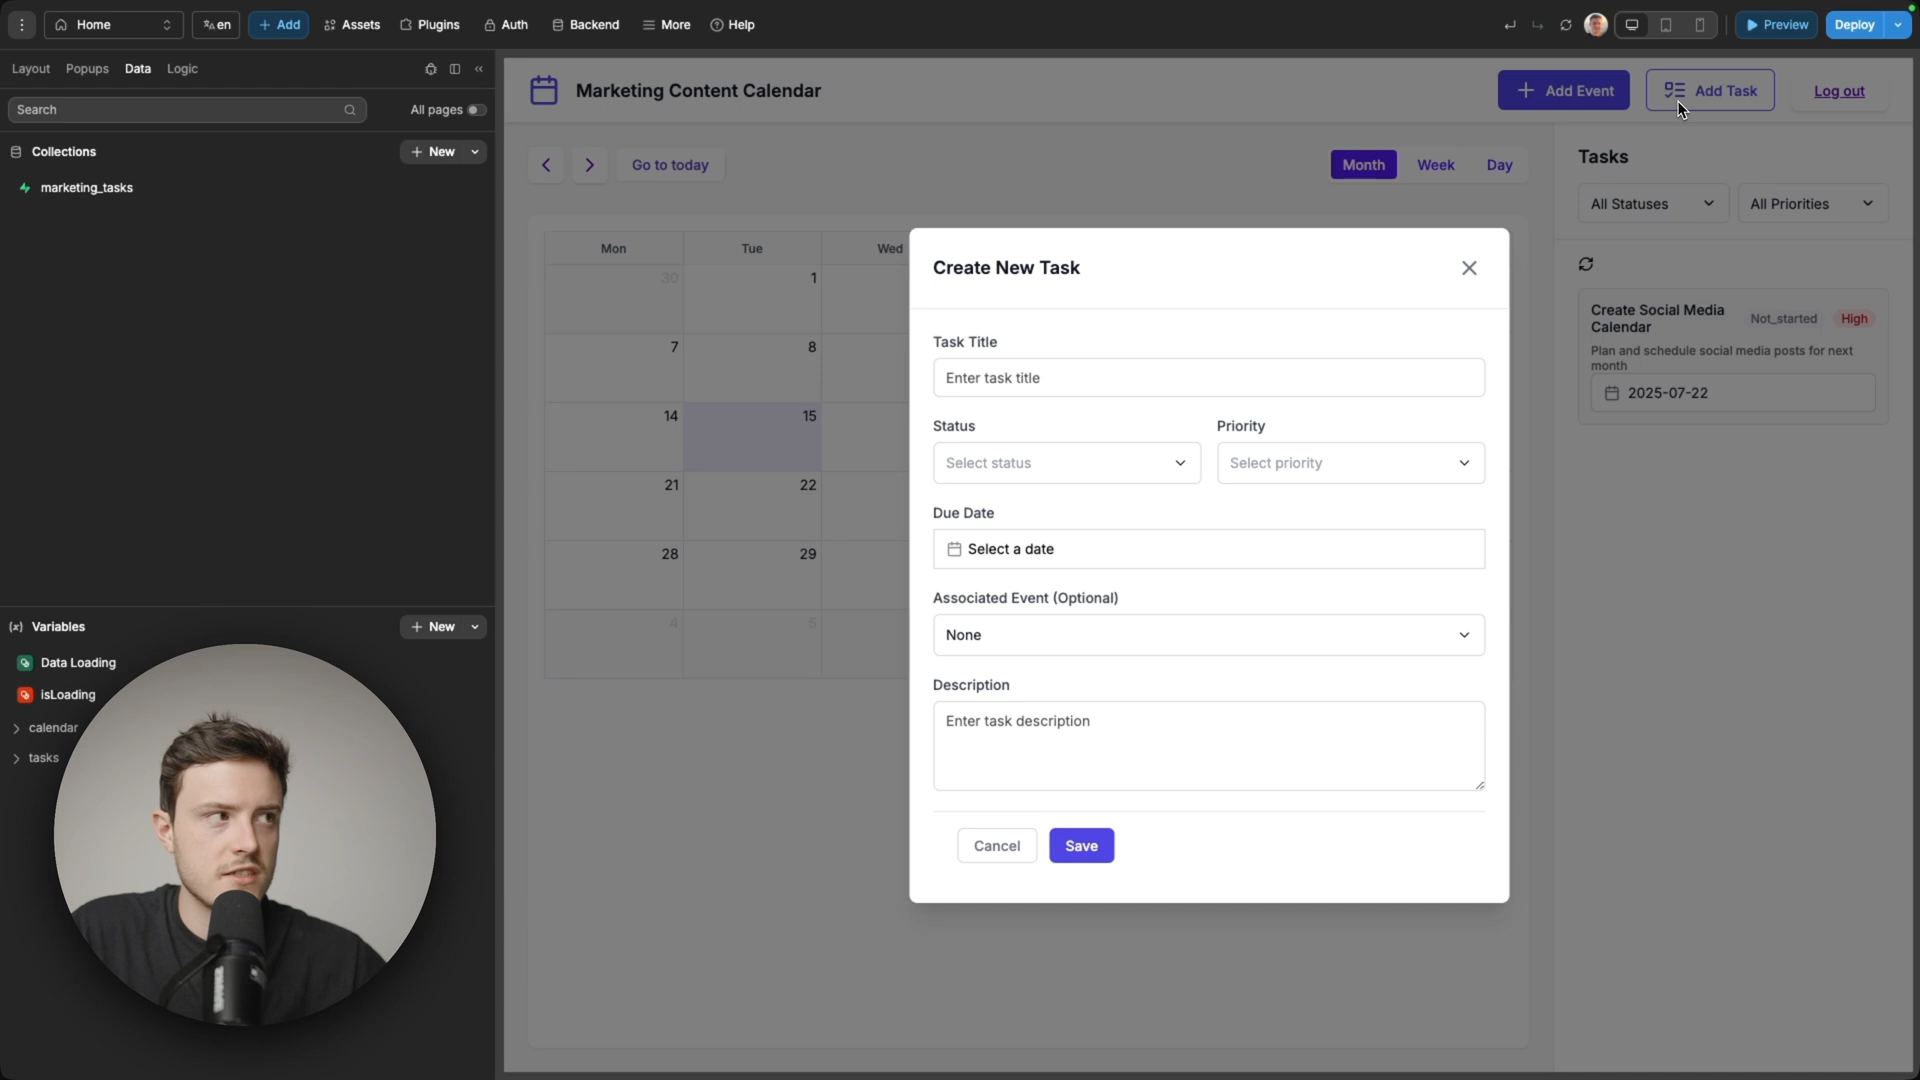 Home
en
Add
Assets
Plugins
Auth
Backend
More
Help
Preview
Deploy
Layout
Popups
Data
Logic
Search
All pages
Collections
New
marketing_tasks
Variables
New
Data Loading
isLoading
calendar
tasks
Marketing Content Calendar
Add Event
Add Task
Log out
Go to today
Month
Week
Day
Mon
Tue
Wed
30
1
7
8
14
15
21
22
28
29
4
5
Create New Task
Task Title
Enter task title
Status
Priority
Select status
Select priority
Due Date
Select a date
Associated Event (Optional)
None
Description
Enter task description
Cancel
Save
Tasks
All Statuses
All Priorities
Create Social Media
Calendar
Not_started
High
Plan and schedule social media posts for next
month
2025-07-22